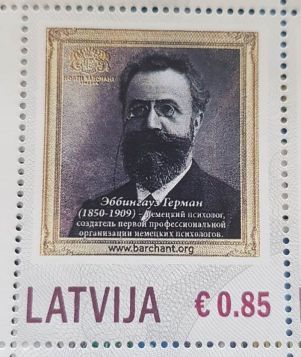 Эббингауз Герман
(1850-1909) - немецкий психолог,
создатель первой профессиональной
организации немецких психологов.
www.barchant.org
LATVIJA € 0.85